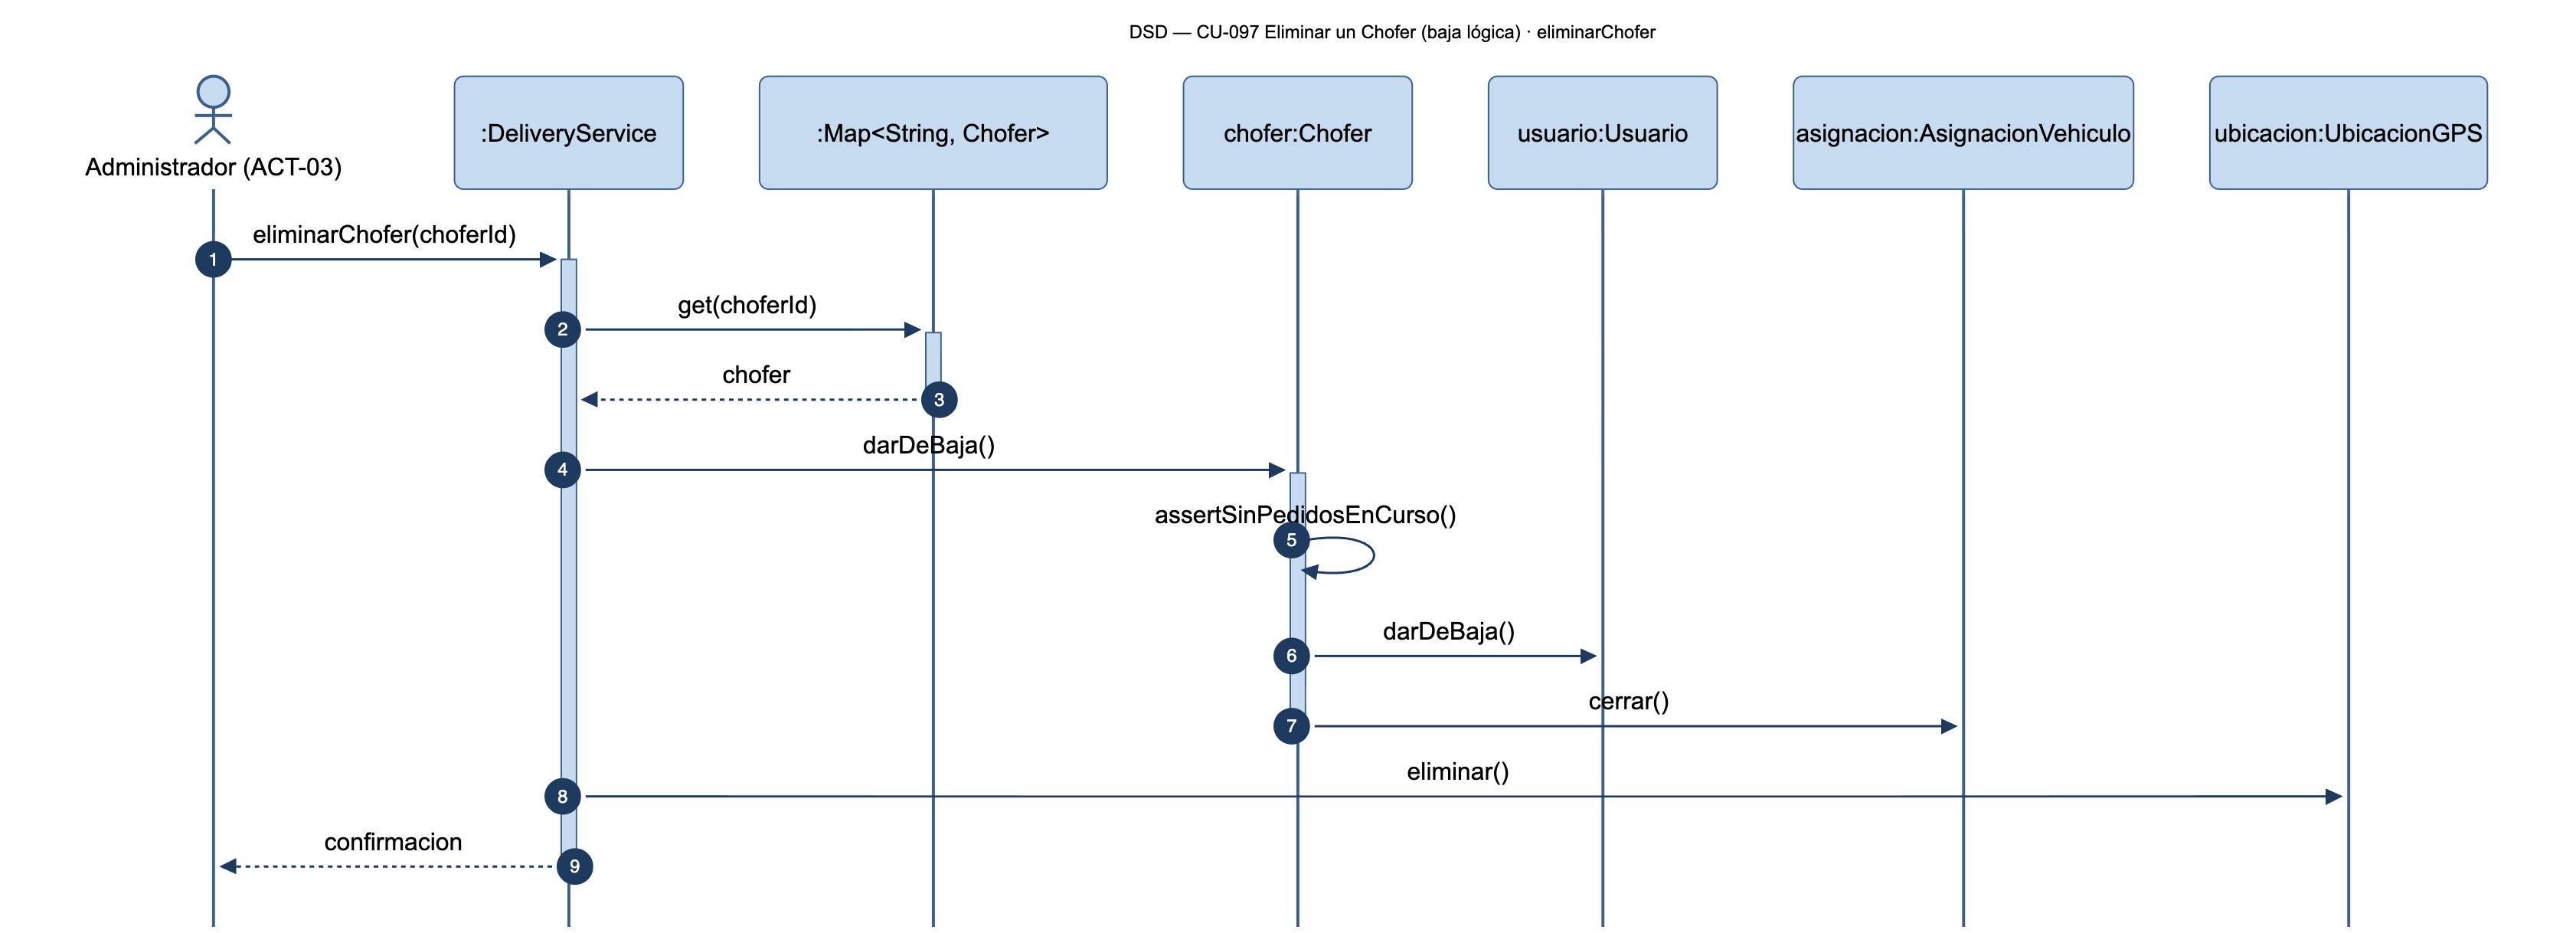 DSD — CU-097 Eliminar un Chofer (baja lógica) · eliminarChofer
Administrador (ACT-03)
:DeliveryService
:Map<String, Chofer>
chofer:Chofer
usuario:Usuario
asignacion:AsignacionVehiculo
ubicacion:UbicacionGPS
eliminarChofer(choferId)
1
get(choferId)
2
chofer
3
darDeBaja()
4
assertSinPedidosEnCurso()
5
darDeBaja()
6
cerrar()
7
eliminar()
8
confirmacion
9